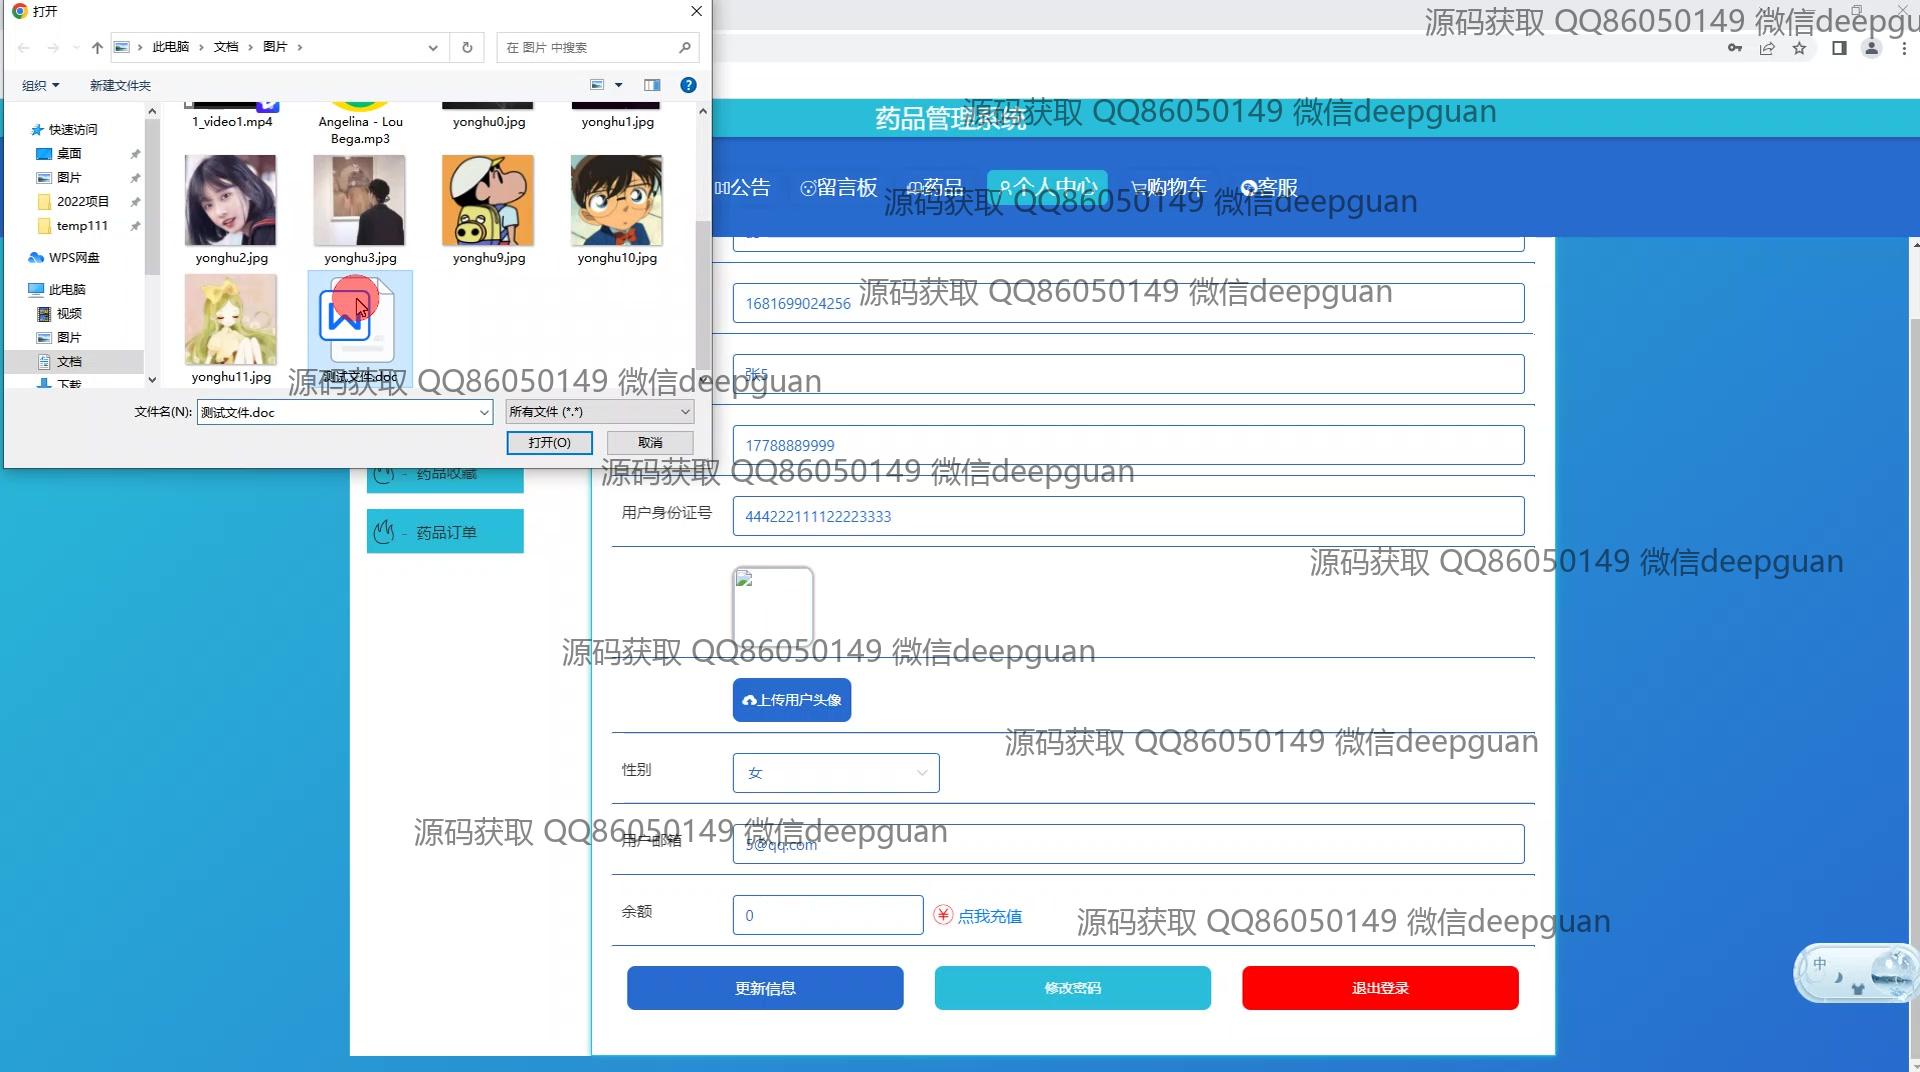 打开
源码获取 QQ86050149 微信deepgu
此电脑 › 文档 › 图片 ›
在 图片 中搜索
组织
新建文件夹
源码获取 QQ86050149 微信deepguan
药品管理系统
快速访问
桌面
图片
2022项目
temp111
WPS网盘
此电脑
视频
图片
文档
下载
1_video1.mp4
Angelina - Lou Bega.mp3
yonghu0.jpg
yonghu1.jpg
yonghu2.jpg
yonghu3.jpg
yonghu9.jpg
yonghu10.jpg
yonghu11.jpg
测试文件.doc
文件名(N):
测试文件.doc
所有文件 (*.*)
打开(O)
取消
公告
留言板
药品
个人中心
购物车
客服
源码获取 QQ86050149 微信deepguan
源码获取 QQ86050149 微信deepguan
1681699024256
源码获取 QQ86050149 微信deepguan
张5
17788889999
源码获取 QQ86050149 微信deepguan
- 药品收藏
- 药品订单
用户身份证号
444222111122223333
源码获取 QQ86050149 微信deepguan
源码获取 QQ86050149 微信deepguan
上传用户头像
源码获取 QQ86050149 微信deepguan
性别
女
源码获取 QQ86050149 微信deepguan
用户邮箱
5@qq.com
余额
0
点我充值
源码获取 QQ86050149 微信deepguan
更新信息
修改密码
退出登录
中